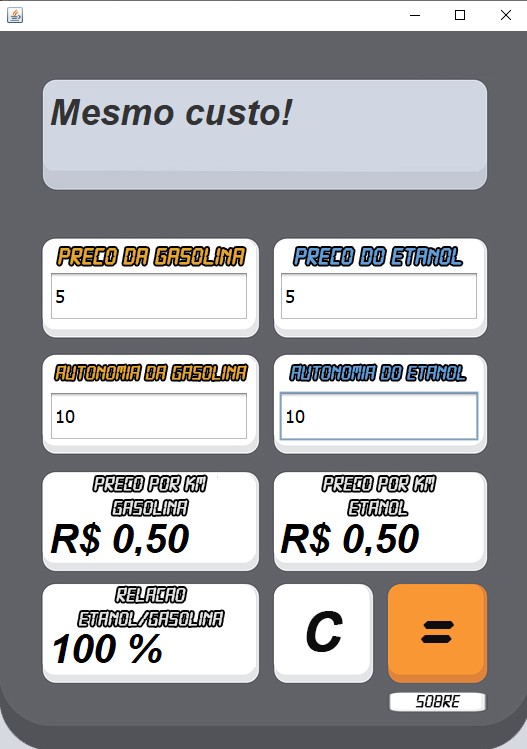 Mesmo custo!
PRECO DA GASOLINA
PRECO DO ETANOL
5
5
AUTONOMIA DA GASOLINA
AUTONOMIA DO ETANOL
10
10
PRECO POR KM
GASOLINA
R$ 0,50
PRECO POR KM
ETANOL
R$ 0,50
RELACAO
ETANOL/GASOLINA
100 %
C
=
SOBRE